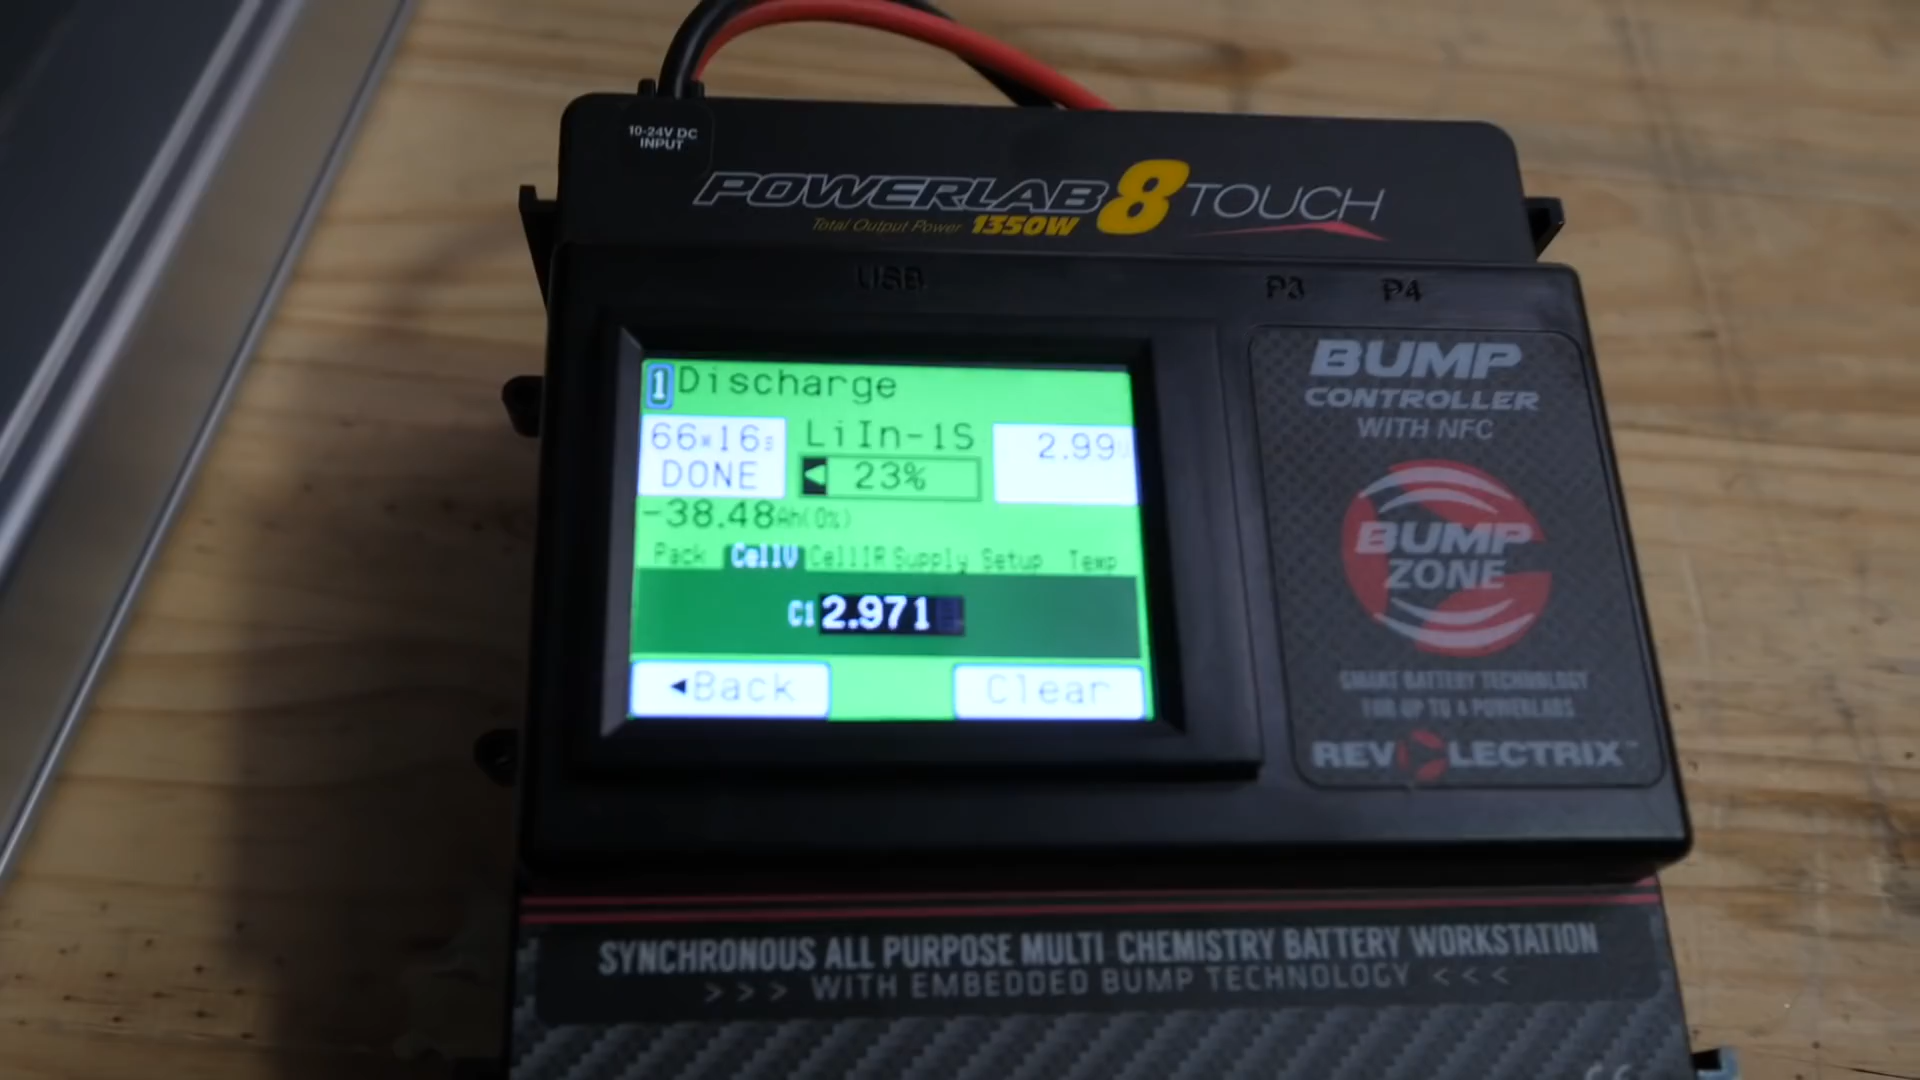 10-24V DC
INPUT
POWERLAB 8 TOUCH
Total Output Power 1350W
USB P3 P4
1 Discharge
66m16s
DONE
LiIn-1S
23%
2.99V
-38.48Ah(0%)
Pack CellV CellIR Supply Setup Temp
C1 2.971
◄Back
Clear
BUMP
CONTROLLER
WITH NFC
BUMP
ZONE
SMART BATTERY TECHNOLOGY
FOR UP TO 4 POWERLABS
REVOLECTRIX™
SYNCHRONOUS ALL PURPOSE MULTI CHEMISTRY BATTERY WORKSTATION
> > > WITH EMBEDDED BUMP TECHNOLOGY < < <